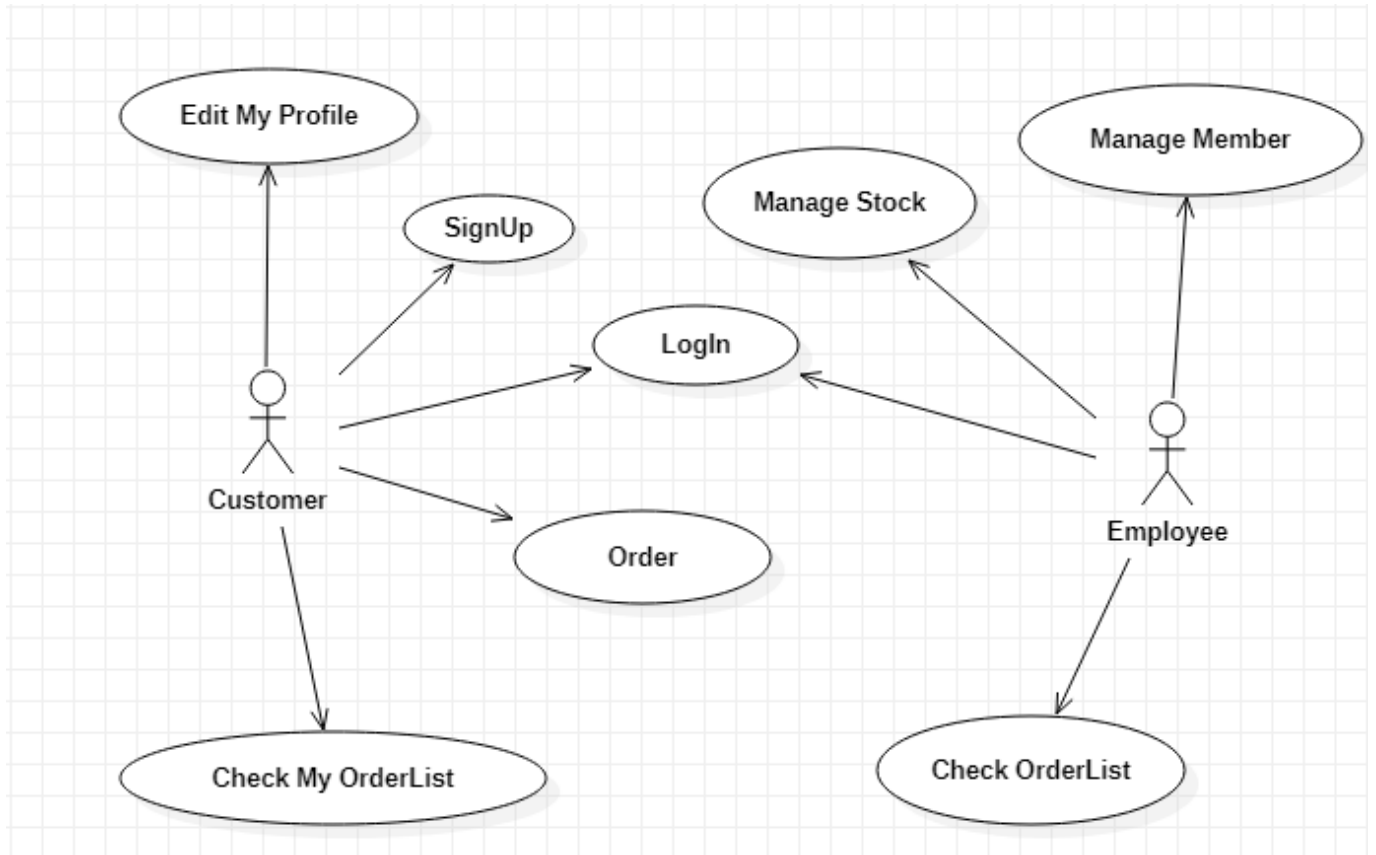 Edit My Profile
Manage Member
Manage Stock
SignUp
LogIn
Customer
Employee
Order
Check My OrderList
Check OrderList